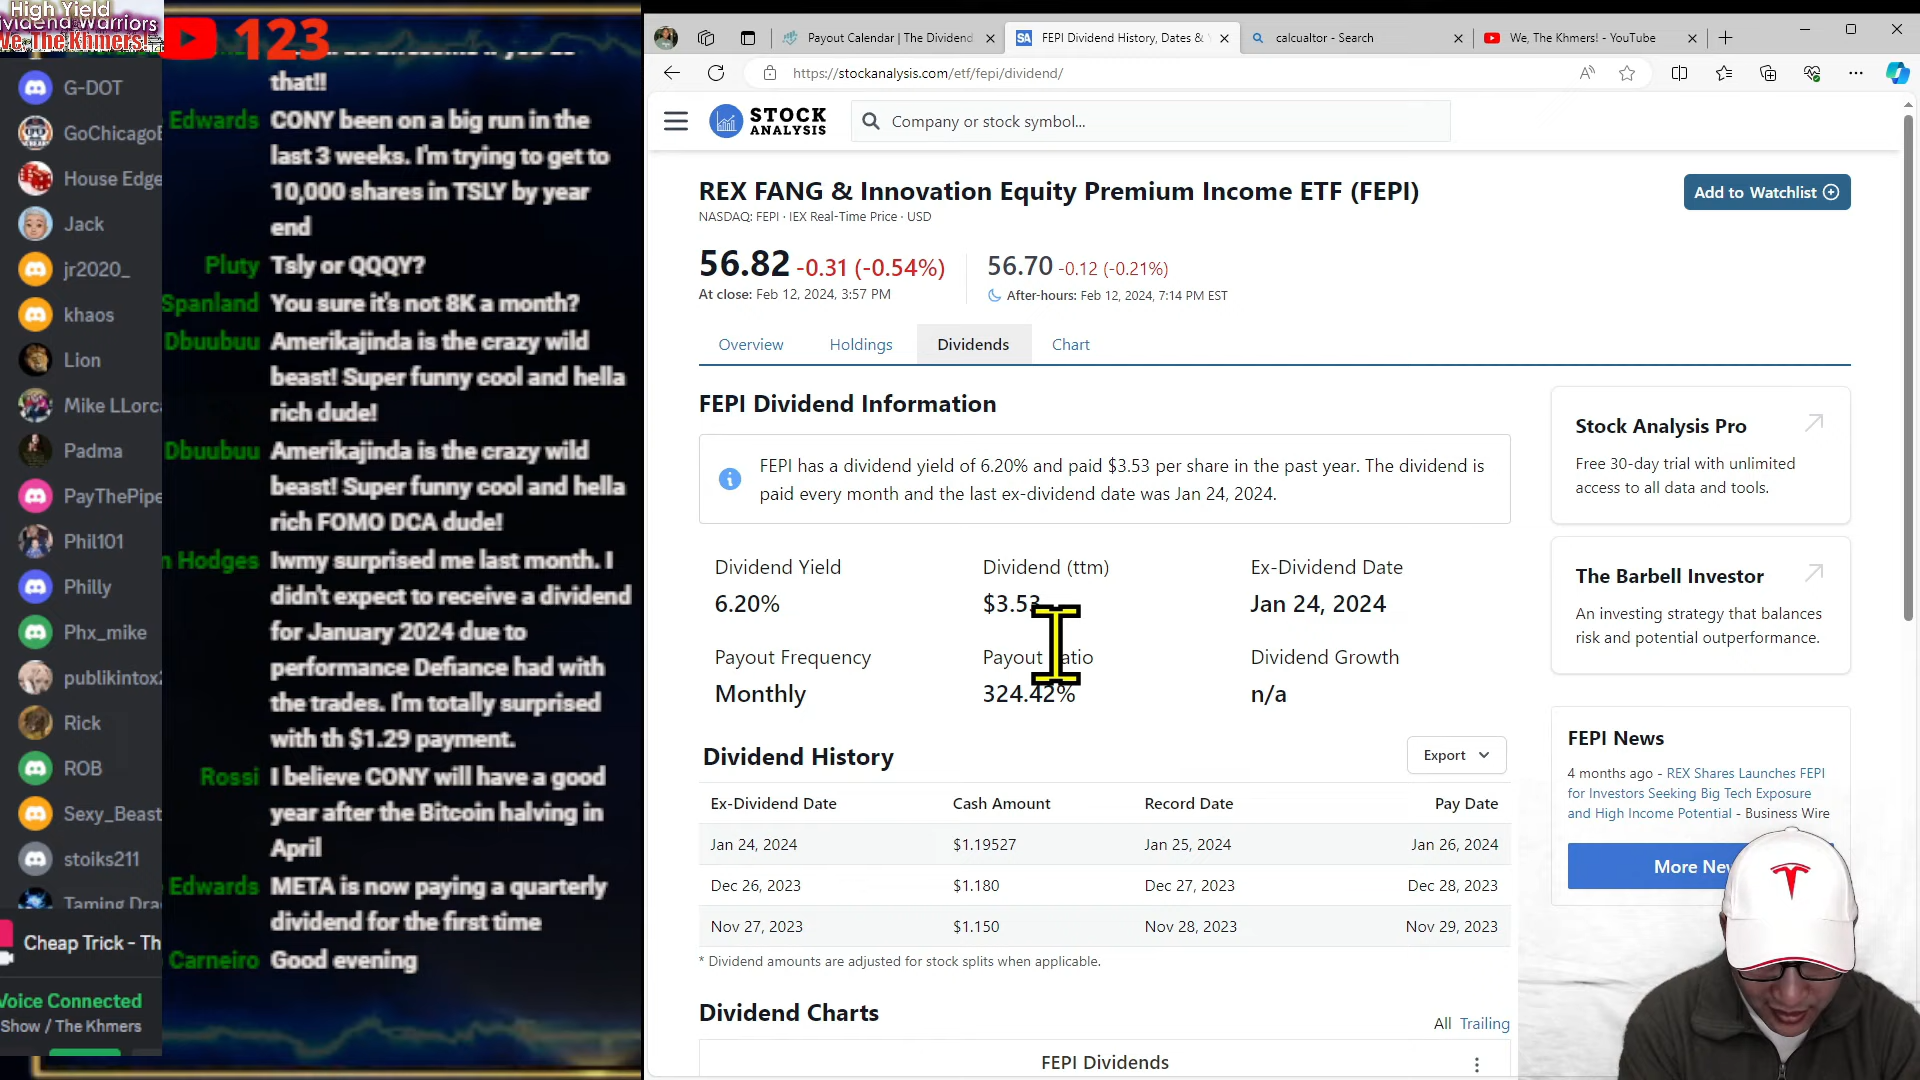 High Yield
Dividend Warriors
We, The Khmers!
123
G-DOT
GoChicagoB
House Edge
Jack
jr2020_
khaos
Lion
Mike LLorc
Padma
PayThePipe
Phil101
Philly
Phx_mike
publikintox2
Rick
ROB
Sexy_Beast
stoiks211
Taming Dra
Cheap Trick - Th
Voice Connected
Show / The Khmers
that!!
Edwards CONY been on a big run in the
last 3 weeks. I'm trying to get to
10,000 shares in TSLY by year
end
Pluty Tsly or QQQY?
Spanland You sure it's not 8K a month?
Dbuubuu Amerikajinda is the crazy wild
beast! Super funny cool and hella
rich dude!
Dbuubuu Amerikajinda is the crazy wild
beast! Super funny cool and hella
rich FOMO DCA dude!
Hodges Iwmy surprised me last month. I
didn't expect to receive a dividend
for January 2024 due to
performance Defiance had with
the trades. I'm totally surprised
with th $1.29 payment.
Rossi I believe CONY will have a good
year after the Bitcoin halving in
April
Edwards META is now paying a quarterly
dividend for the first time
Carneiro Good evening
Payout Calendar | The Dividend
FEPI Dividend History, Dates &
calcualtor - Search
We, The Khmers! - YouTube
https://stockanalysis.com/etf/fepi/dividend/
STOCK
ANALYSIS
Company or stock symbol...
REX FANG & Innovation Equity Premium Income ETF (FEPI)
NASDAQ: FEPI · IEX Real-Time Price · USD
Add to Watchlist
56.82 -0.31 (-0.54%)
At close: Feb 12, 2024, 3:57 PM
56.70 -0.12 (-0.21%)
After-hours: Feb 12, 2024, 7:14 PM EST
Overview Holdings Dividends Chart
FEPI Dividend Information
FEPI has a dividend yield of 6.20% and paid $3.53 per share in the past year. The dividend is
paid every month and the last ex-dividend date was Jan 24, 2024.
Dividend Yield Dividend (ttm) Ex-Dividend Date
6.20% $3.53 Jan 24, 2024
Payout Frequency Payout Ratio Dividend Growth
Monthly 324.42% n/a
Dividend History
Export
Ex-Dividend Date Cash Amount Record Date Pay Date
Jan 24, 2024 $1.19527 Jan 25, 2024 Jan 26, 2024
Dec 26, 2023 $1.180 Dec 27, 2023 Dec 28, 2023
Nov 27, 2023 $1.150 Nov 28, 2023 Nov 29, 2023
* Dividend amounts are adjusted for stock splits when applicable.
Dividend Charts
All Trailing
FEPI Dividends
Stock Analysis Pro
Free 30-day trial with unlimited
access to all data and tools.
The Barbell Investor
An investing strategy that balances
risk and potential outperformance.
FEPI News
4 months ago - REX Shares Launches FEPI
for Investors Seeking Big Tech Exposure
and High Income Potential - Business Wire
More New